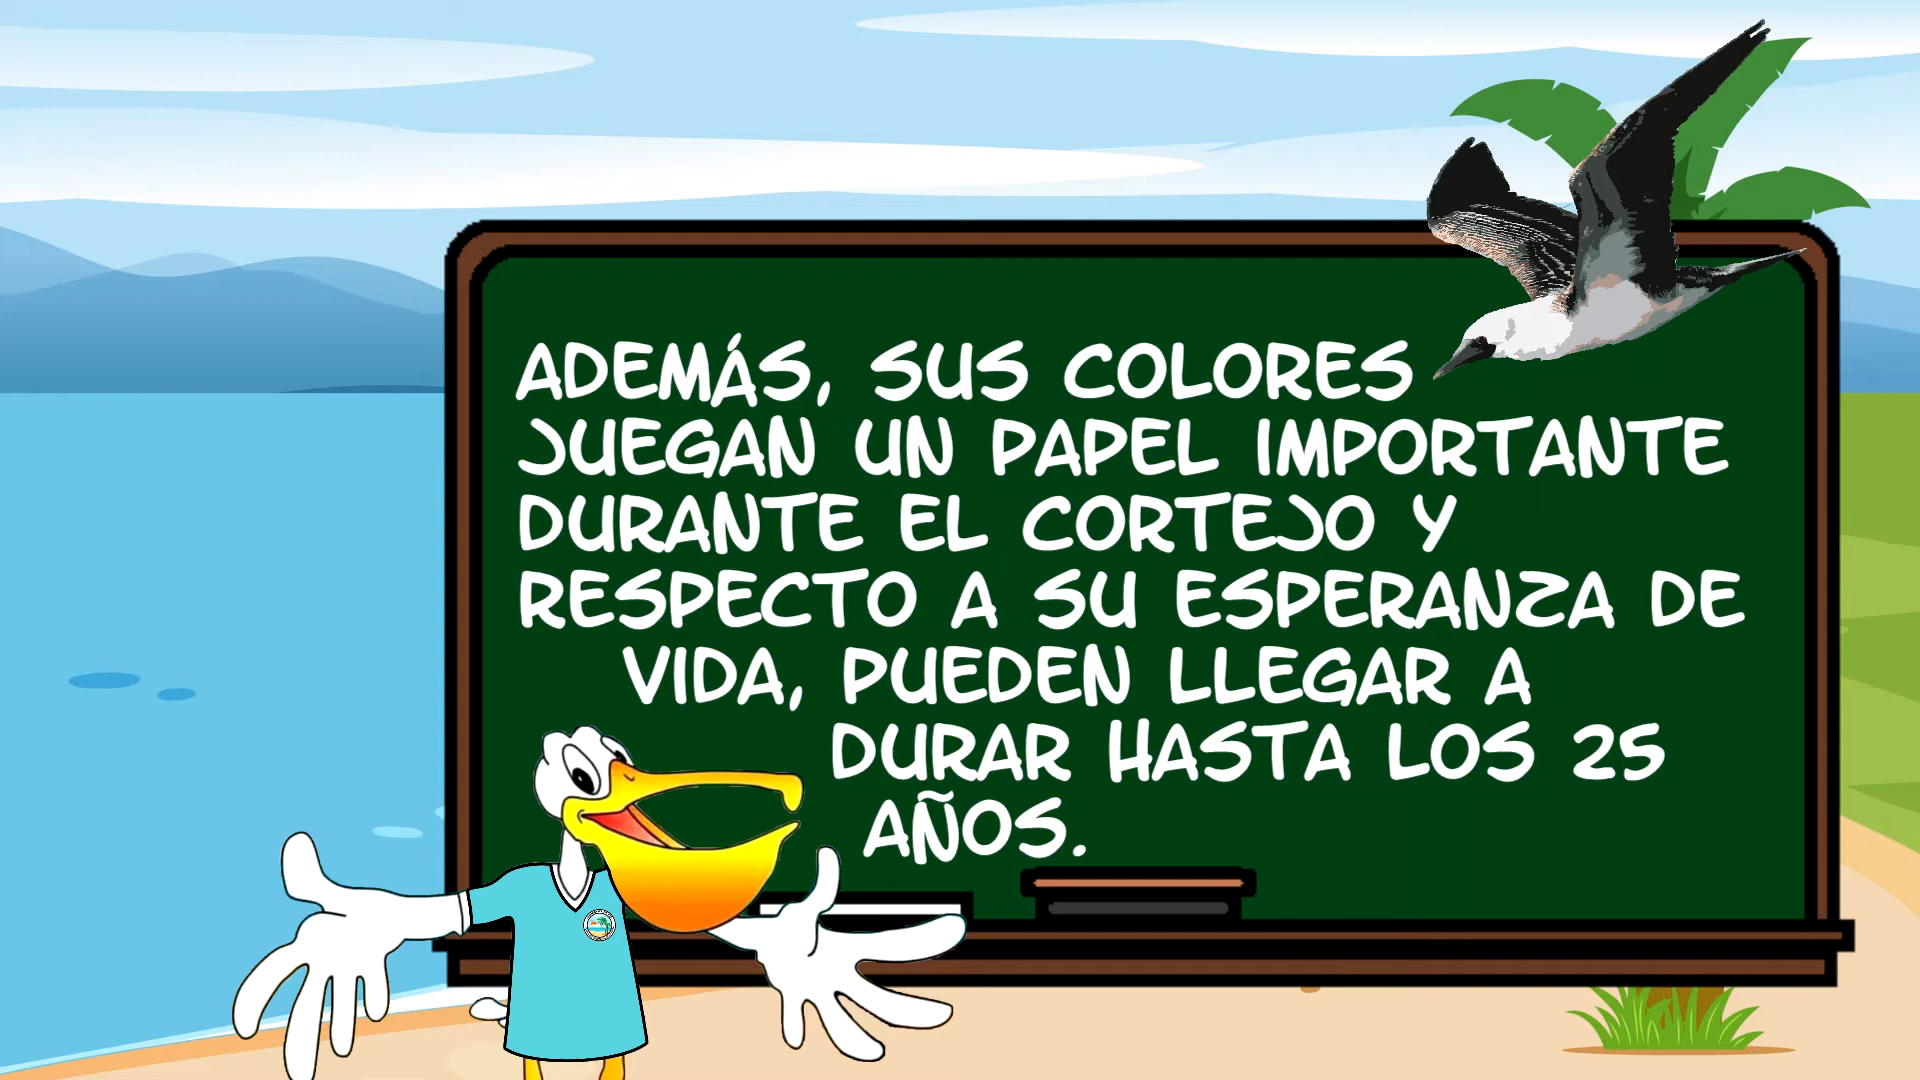 ADEMÁS, SUS COLORES
JUEGAN UN PAPEL IMPORTANTE
DURANTE EL CORTEJO Y
RESPECTO A SU ESPERANZA DE
VIDA, PUEDEN LLEGAR A
DURAR HASTA LOS 25
AÑOS.